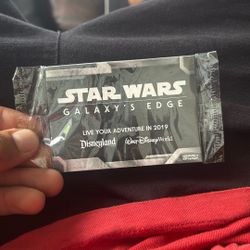 STAR WARS
GALAXY'S EDGE
LIVE YOUR ADVENTURE IN 2019
Disneyland Walt Disney World